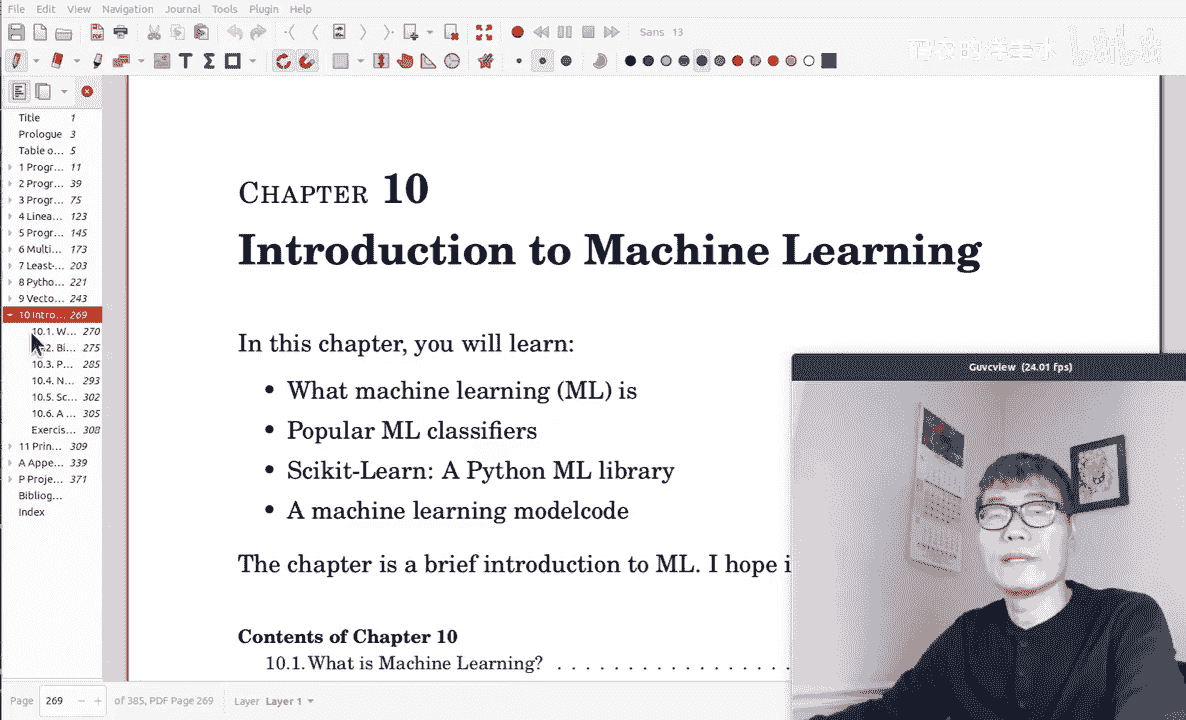 File Edit View Navigation Journal Tools Plugin Help
Sans 13
Title 1
Prologue 3
Table o... 5
1 Progr... 11
2 Progr... 39
3 Progr... 75
4 Linea... 123
5 Progr... 145
6 Multi... 173
7 Least-... 203
8 Pytho... 221
9 Vecto... 243
10 Intro... 269
10.1. W... 270
2. Bi... 275
10.3. P... 285
10.4. N... 293
10.5. Sc... 302
10.6. A ... 305
Exercis... 308
11 Prin... 309
A Appe... 339
P Proje... 371
Bibliog...
Index
CHAPTER 10
Introduction to Machine Learning
In this chapter, you will learn:
• What machine learning (ML) is
• Popular ML classifiers
• Scikit-Learn: A Python ML library
• A machine learning modelcode
The chapter is a brief introduction to ML. I hope i
Contents of Chapter 10
10.1. What is Machine Learning? . . . . . . . . . . . . . . .
Guvcview (24.01 fps)
Page 269 of 385, PDF Page 269 Layer Layer 1